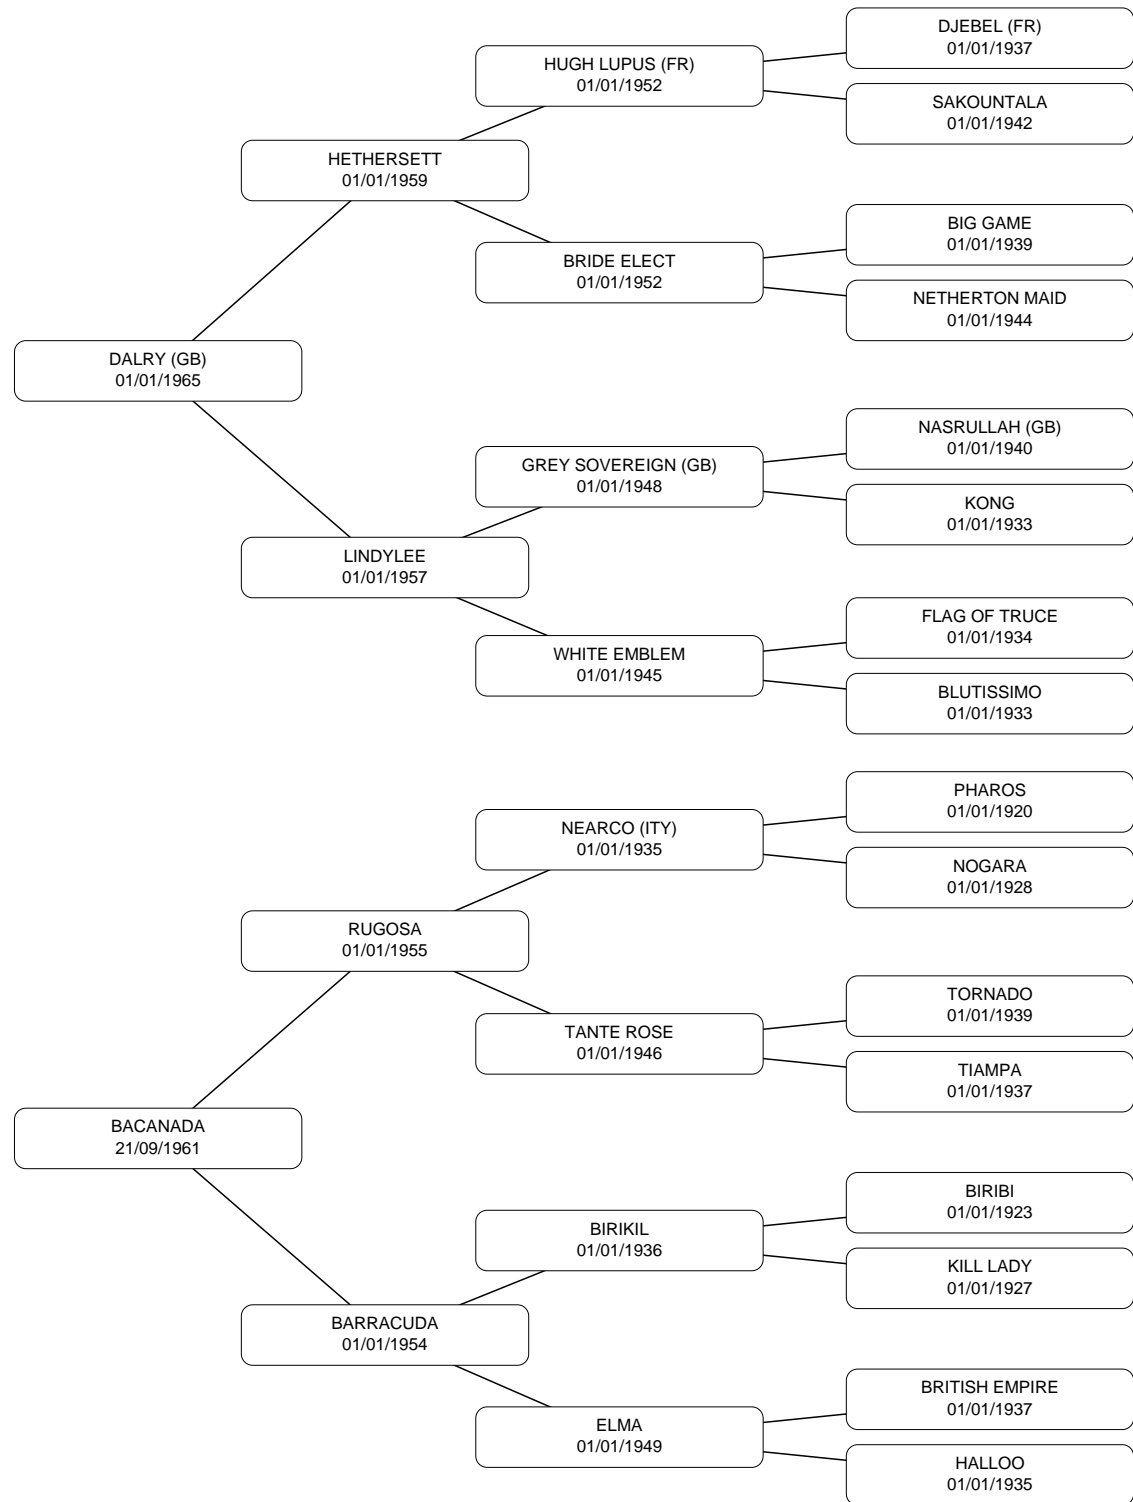 DJEBEL (FR)
01/01/1937
HUGH LUPUS (FR)
01/01/1952
SAKOUNTALA
01/01/1942
HETHERSETT
01/01/1959
BIG GAME
01/01/1939
BRIDE ELECT
01/01/1952
NETHERTON MAID
01/01/1944
DALRY (GB)
01/01/1965
NASRULLAH (GB)
01/01/1940
GREY SOVEREIGN (GB)
01/01/1948
KONG
01/01/1933
LINDYLEE
01/01/1957
FLAG OF TRUCE
01/01/1934
WHITE EMBLEM
01/01/1945
BLUTISSIMO
01/01/1933
PHAROS
01/01/1920
NEARCO (ITY)
01/01/1935
NOGARA
01/01/1928
RUGOSA
01/01/1955
TORNADO
01/01/1939
TANTE ROSE
01/01/1946
TIAMPA
01/01/1937
BACANADA
21/09/1961
BIRIBI
01/01/1923
BIRIKIL
01/01/1936
KILL LADY
01/01/1927
BARRACUDA
01/01/1954
BRITISH EMPIRE
01/01/1937
ELMA
01/01/1949
HALLOO
01/01/1935